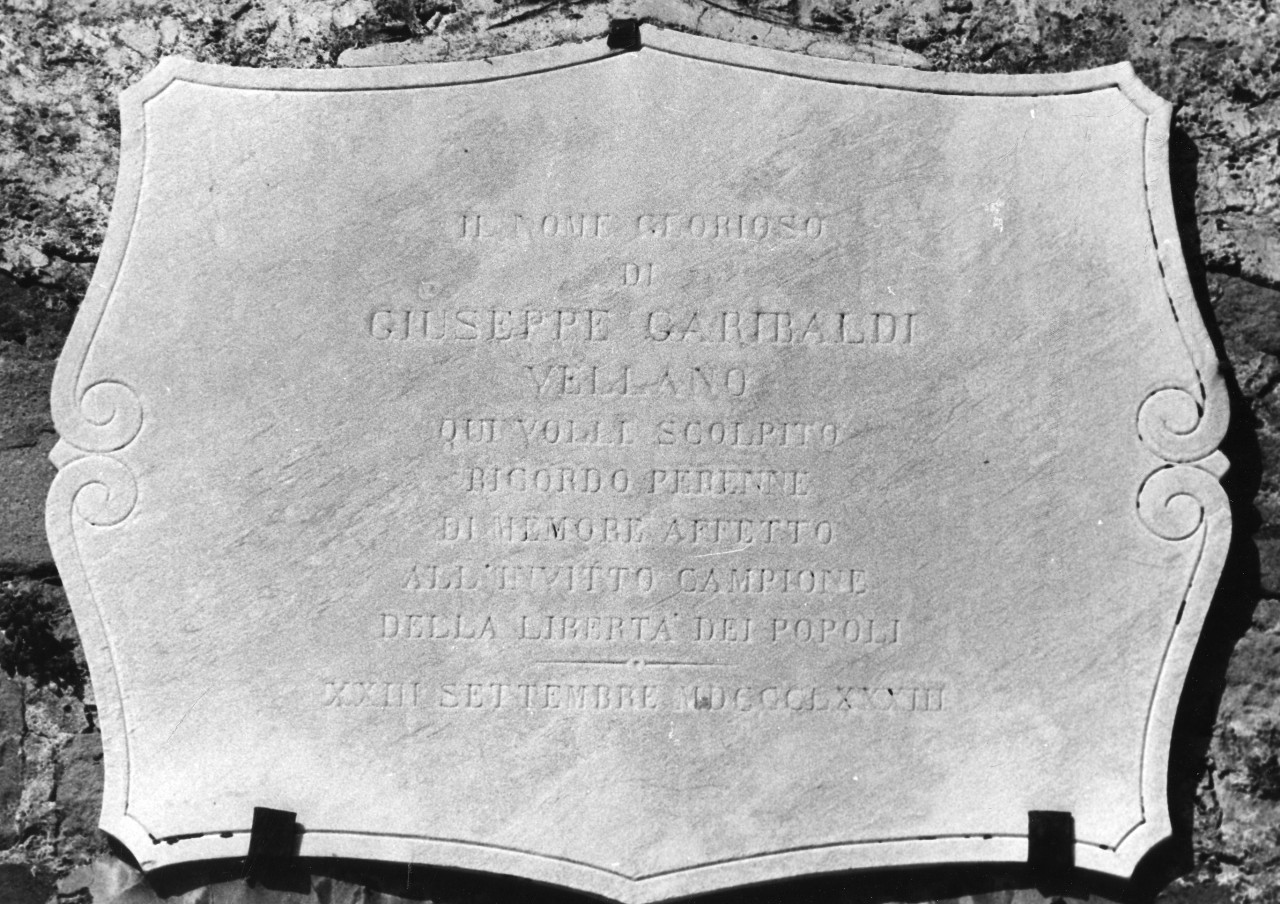 IL NOME GLORIOSO
DI
GIUSEPPE GARIBALDI
VELLANO
QUI VOLLE SCOLPITO
RICORDO PERENNE
DI MEMORE AFFETTO
ALL'INVITTO CAMPIONE
DELLA LIBERTA' DEI POPOLI
XXIII SETTEMBRE MDCCCLXXXIII